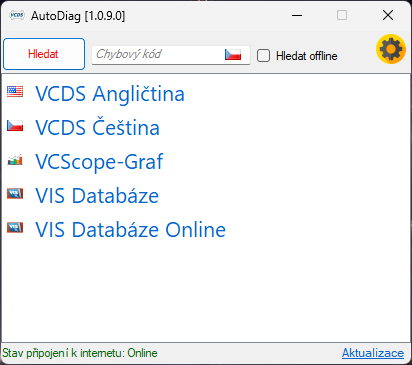 AutoDiag [1.0.9.0]
Hledat
Chybový kód
Hledat offline
VCDS Angličtina
VCDS Čeština
VCScope-Graf
VIS Databáze
VIS Databáze Online
Stav připojení k internetu: Online
Aktualizace